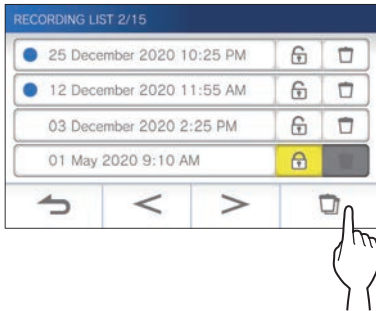 RECORDING LIST 2/15
25 December 2020 10:25 PM
12 December 2020 11:55 AM
03 December 2020 2:25 PM
01 May 2020 9:10 AM